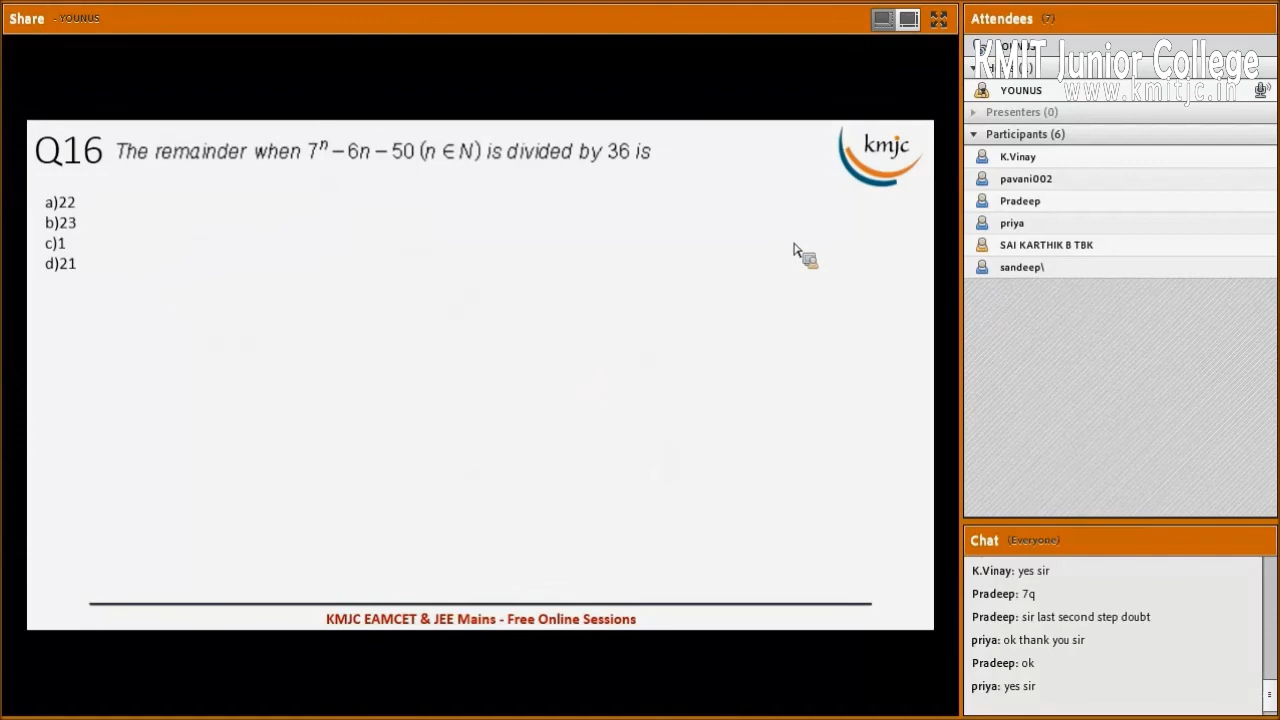 Share - YOUNUS
Q16 The remainder when 7ⁿ – 6n – 50 (n ∈ N) is divided by 36 is
kmjc
a)22
b)23
c)1
d)21
KMJC EAMCET & JEE Mains - Free Online Sessions
Attendees (7)
KMIT Junior College
www.kmitjc.in
YOUNUS
Presenters (0)
Participants (6)
K.Vinay
pavani002
Pradeep
priya
SAI KARTHIK B TBK
sandeep\
Chat (Everyone)
K.Vinay: yes sir
Pradeep: 7q
Pradeep: sir last second step doubt
priya: ok thank you sir
Pradeep: ok
priya: yes sir